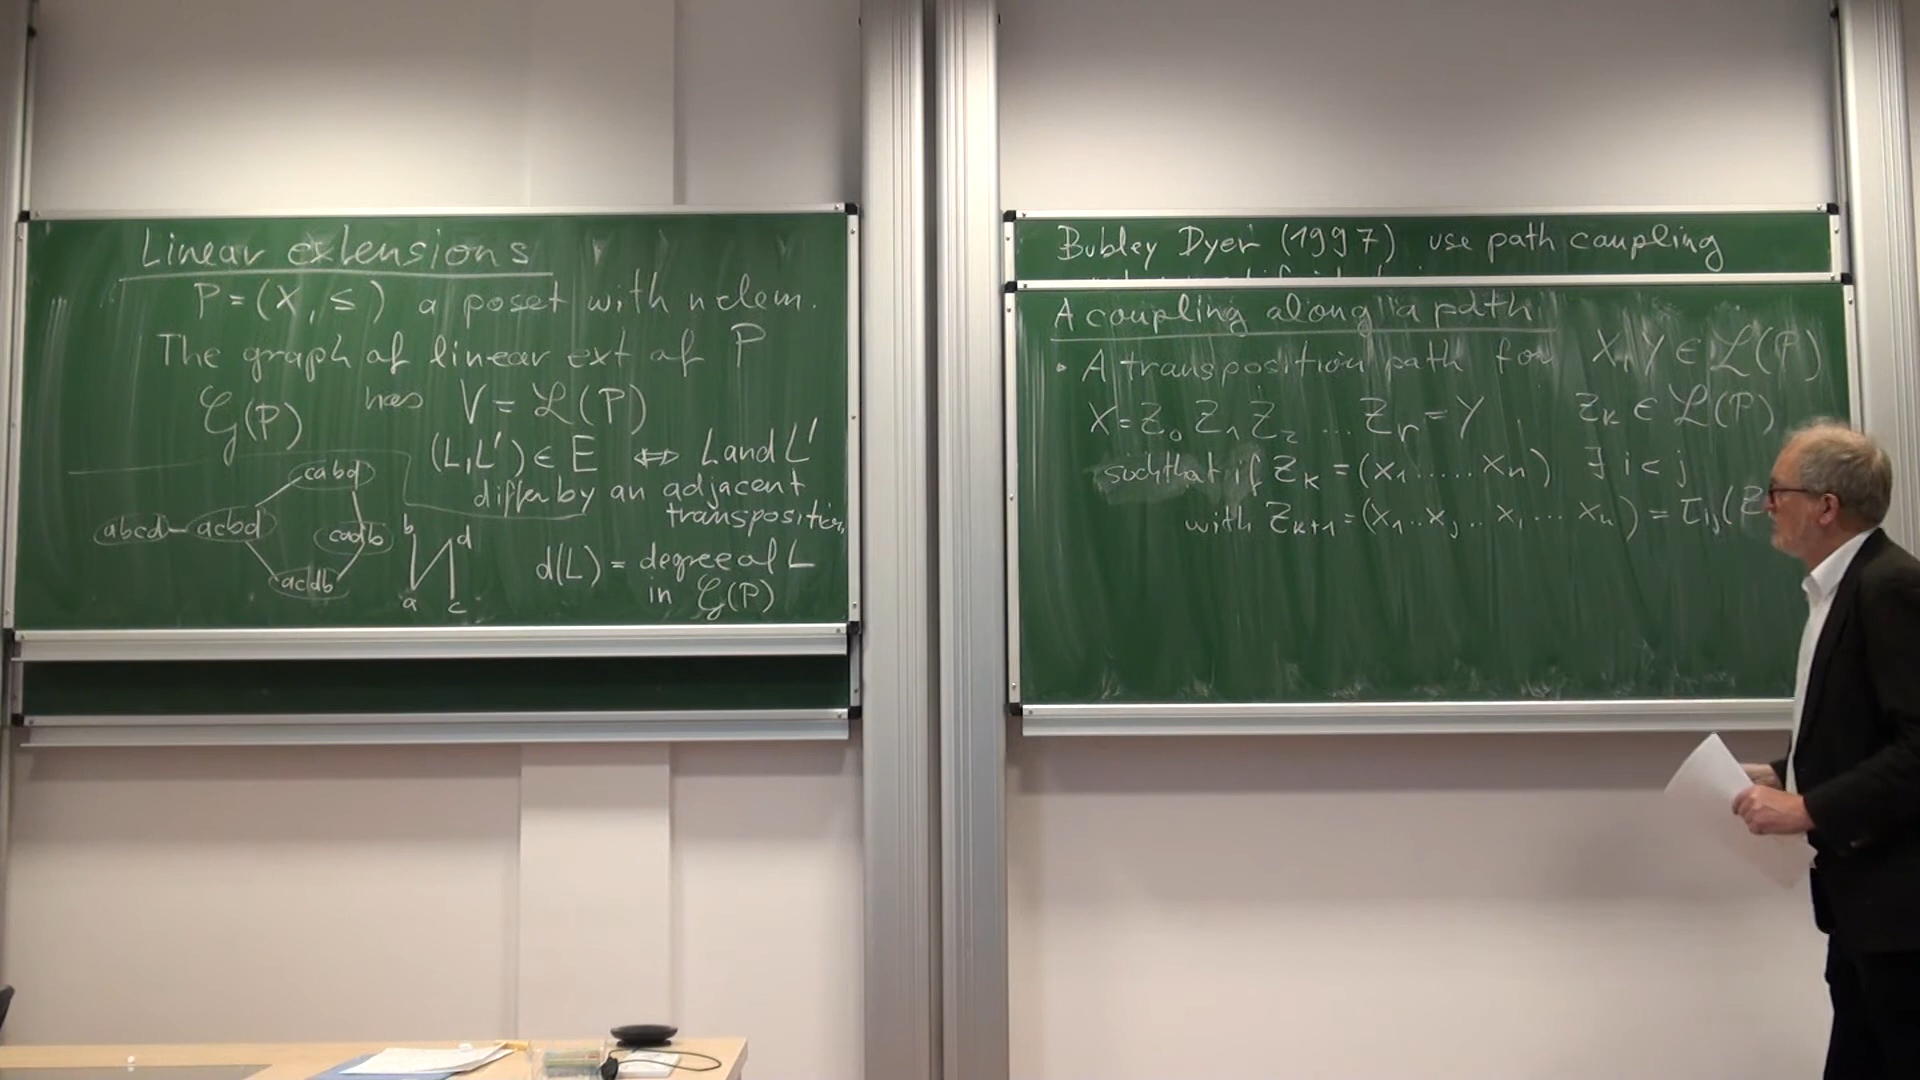 Linear extensions
P = (X, ≤) a poset with n elem.
The graph of linear ext of P
G(P) has V = L(P)
(L, L') ∈ E ⇔ L and L'
differ by an adjacent
transposition
cabd
abcd acbd cadb
acdb
b d
a c
d(L) = degree of L
in G(P)
Bubley Dyer (1997) use path coupling
A coupling along a path
• A transposition path for X, Y ∈ L(P)
X = Z₀ Z₁ Z₂ ... Zᵣ = Y, Zₖ ∈ L(P)
such that if Zₖ = (x₁ ..... xₙ) ∃ i < j
with Zₖ₊₁ = (x₁ .. xⱼ .. xᵢ ... xₙ) = τᵢⱼ(Z